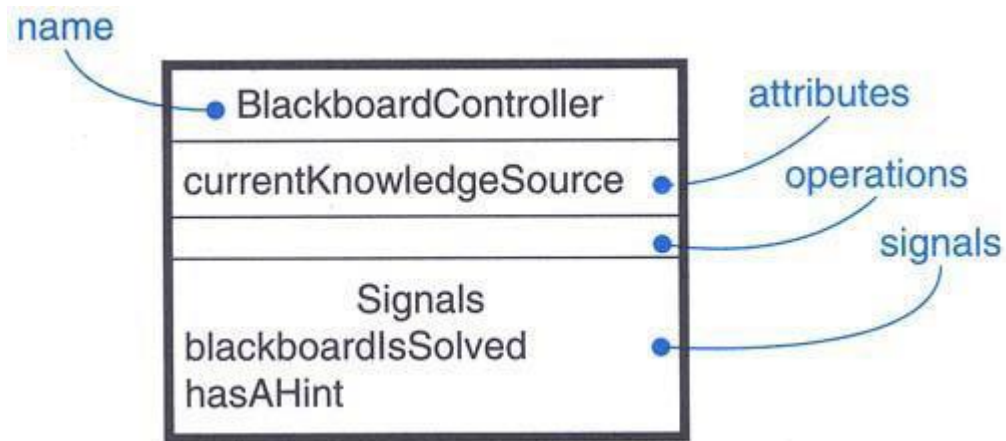 name
BlackboardController
attributes
currentKnowledgeSource
operations
signals
Signals
blackboardIsSolved
hasAHint